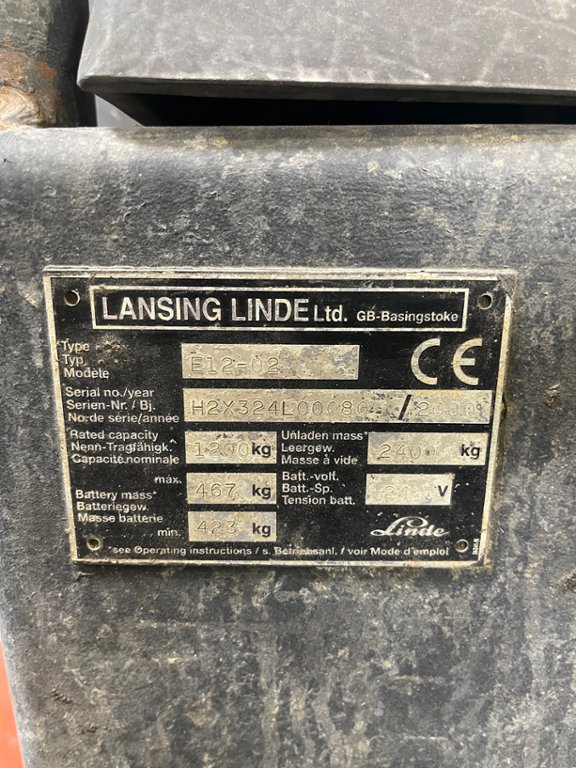 LANSING LINDE Ltd. GB-Basingstoke
Type
Typ
Modèle
E12-02
CE
Serial no./year
Serien-Nr. / Bj.
No. de série/année
/
Rated capacity
Nenn-Tragfähigk.
Capacité nominale
1200 kg
Unladen mass*
Leergew.
Masse à vide
kg
Battery mass*
Batteriegew.
Masse batterie
max.
467 kg
min.
423 kg
Batt.-volt.
Batt.-Sp.
Tension batt.
24 V
Linde
*see Operating instructions / s. Betriebsanl. / voir Mode d'emploi